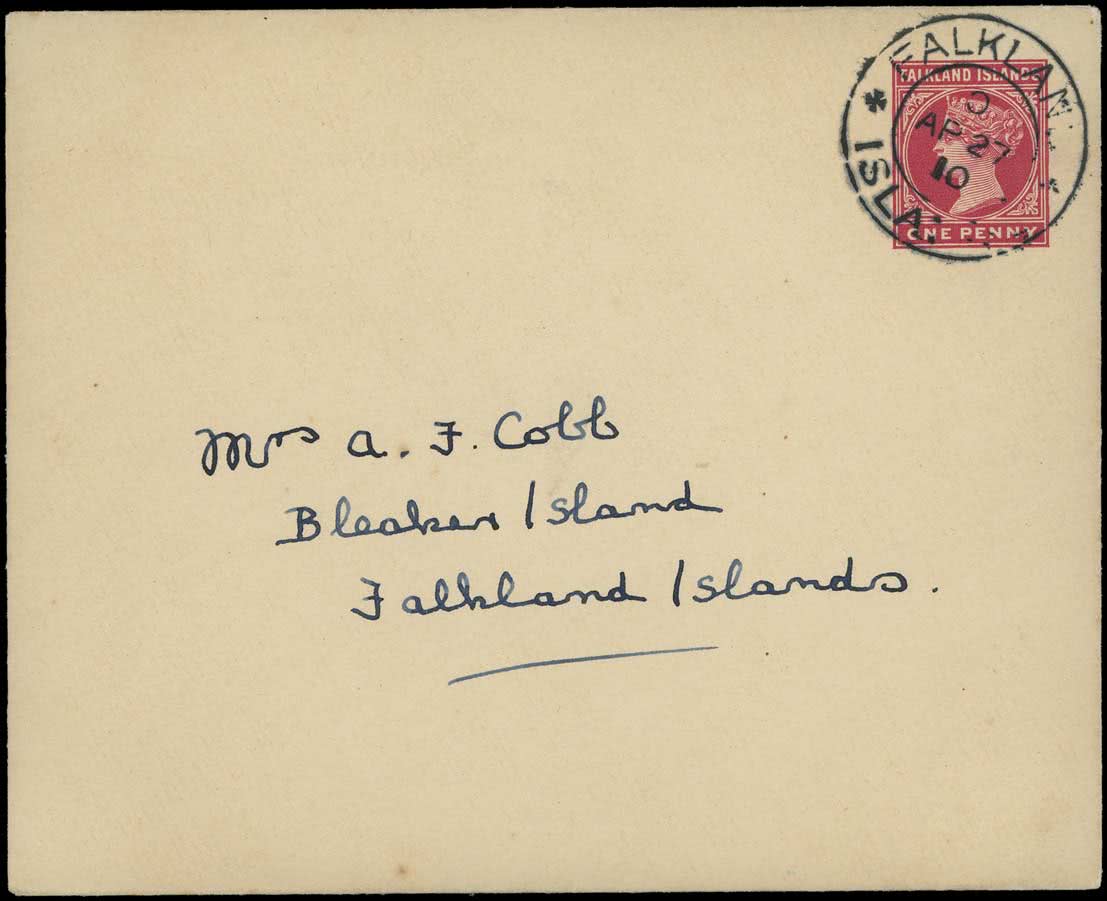 FALKLAND ISLANDS
FALKLAN
C
AP 27
10
ISLA
ONE PENNY
Mrs A. F. Cobb
Bleaker Island
Falkland Islands.